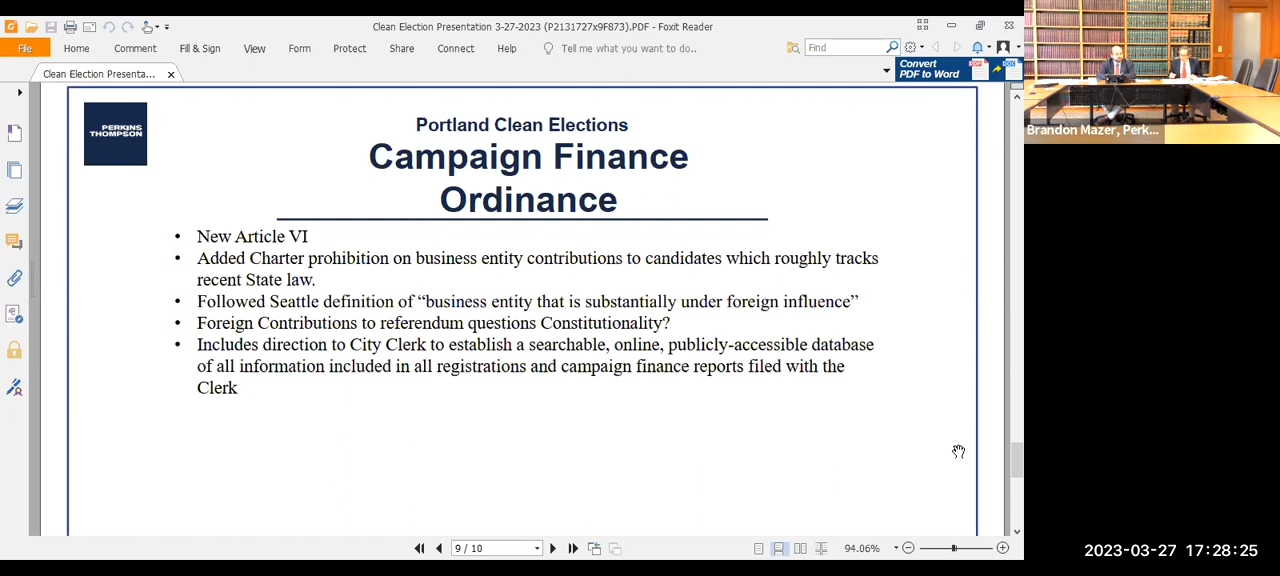 Clean Election Presentation 3-27-2023 (P2131727x9F873).PDF - Foxit Reader
File Home Comment Fill & Sign View Form Protect Share Connect Help Tell me what you want to do.. Find
Clean Election Presenta...
Convert
PDF to Word
PERKINS
THOMPSON
Portland Clean Elections
Campaign Finance
Ordinance
• New Article VI
• Added Charter prohibition on business entity contributions to candidates which roughly tracks
recent State law.
• Followed Seattle definition of “business entity that is substantially under foreign influence”
• Foreign Contributions to referendum questions Constitutionality?
• Includes direction to City Clerk to establish a searchable, online, publicly-accessible database
of all information included in all registrations and campaign finance reports filed with the
Clerk
9 / 10
94.06%
Brandon Mazer, Perk...
2023-03-27 17:28:25